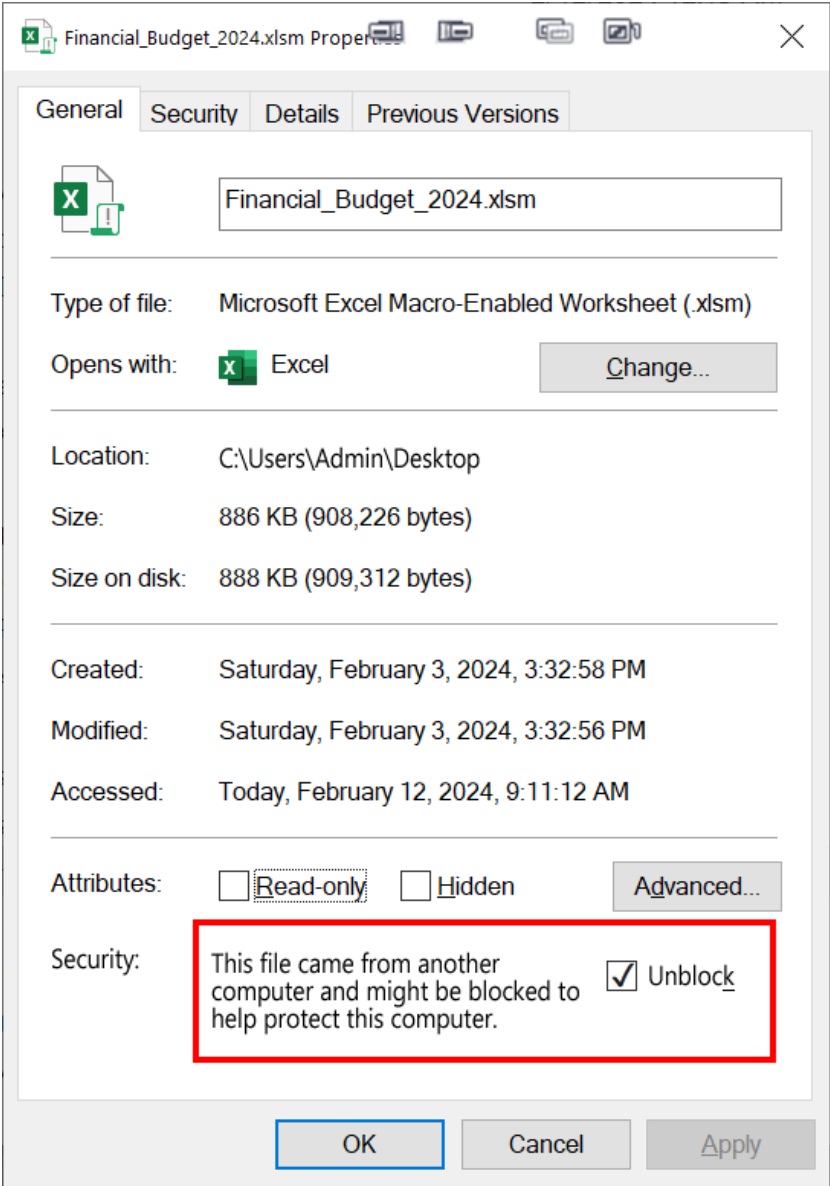 Financial_Budget_2024.xlsm Proper
General Security Details Previous Versions
Financial_Budget_2024.xlsm
Type of file: Microsoft Excel Macro-Enabled Worksheet (.xlsm)
Opens with: Excel Change...
Location: C:\Users\Admin\Desktop
Size: 886 KB (908,226 bytes)
Size on disk: 888 KB (909,312 bytes)
Created: Saturday, February 3, 2024, 3:32:58 PM
Modified: Saturday, February 3, 2024, 3:32:56 PM
Accessed: Today, February 12, 2024, 9:11:12 AM
Attributes: Read-only Hidden Advanced...
Security: This file came from another
computer and might be blocked to
help protect this computer.
Unblock
OK Cancel Apply